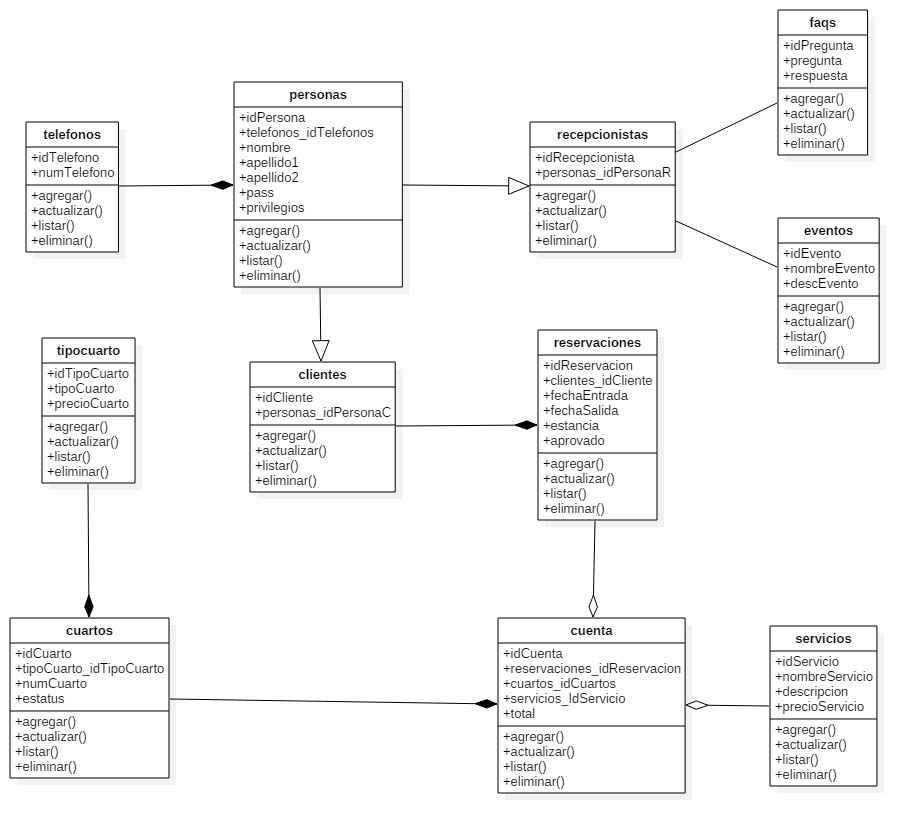 faqs
+idPregunta
+pregunta
+respuesta
+agregar()
+actualizar()
+listar()
+eliminar()
personas
+idPersona
+telefonos_idTelefonos
+nombre
+apellido1
+apellido2
+pass
+privilegios
+agregar()
+actualizar()
+listar()
+eliminar()
telefonos
+idTelefono
+numTelefono
+agregar()
+actualizar()
+listar()
+eliminar()
recepcionistas
+idRecepcionista
+personas_idPersonaR
+agregar()
+actualizar()
+listar()
+eliminar()
eventos
+idEvento
+nombreEvento
+descEvento
+agregar()
+actualizar()
+listar()
+eliminar()
tipocuarto
+idTipoCuarto
+tipoCuarto
+precioCuarto
+agregar()
+actualizar()
+listar()
+eliminar()
clientes
+idCliente
+personas_idPersonaC
+agregar()
+actualizar()
+listar()
+eliminar()
reservaciones
+idReservacion
+clientes_idCliente
+fechaEntrada
+fechaSalida
+estancia
+aprovado
+agregar()
+actualizar()
+listar()
+eliminar()
cuartos
+idCuarto
+tipoCuarto_idTipoCuarto
+numCuarto
+estatus
+agregar()
+actualizar()
+listar()
+eliminar()
cuenta
+idCuenta
+reservaciones_idReservacion
+cuartos_idCuartos
+servicios_IdServicio
+total
+agregar()
+actualizar()
+listar()
+eliminar()
servicios
+idServicio
+nombreServicio
+descripcion
+precioServicio
+agregar()
+actualizar()
+listar()
+eliminar()